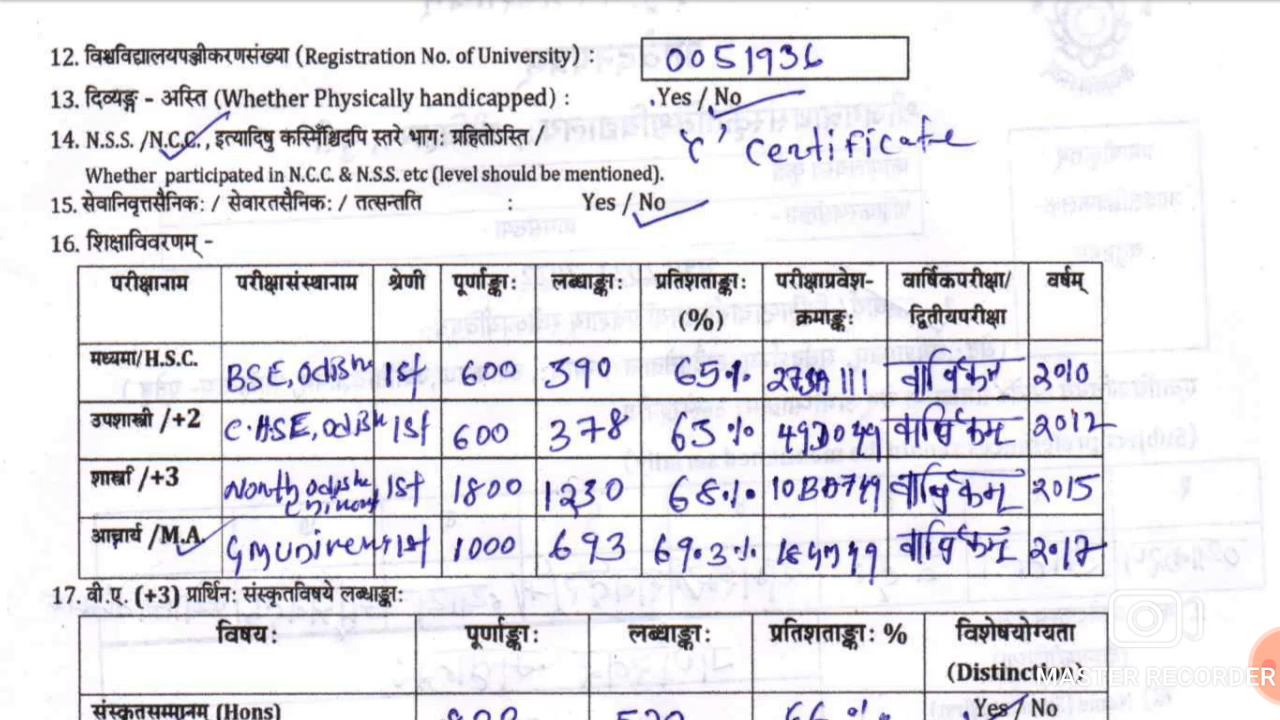 12. विश्वविद्यालयपञ्जीकरणसंख्या (Registration No. of University) : 0051936
13. दिव्यङ्ग - अस्ति (Whether Physically handicapped) : Yes / No
14. N.S.S. /N.C.C. , इत्यादिषु कस्मिँश्चिदपि स्तरे भागः ग्रहितोऽस्ति / 'C' Certificate
Whether participated in N.C.C. & N.S.S. etc (level should be mentioned).
15. सेवानिवृत्तसैनिकः / सेवारतसैनिकः / तत्सन्तति : Yes / No
16. शिक्षाविवरणम् -
परीक्षानाम परीक्षासंस्थानाम श्रेणी पूर्णाङ्काः लब्धाङ्काः प्रतिशताङ्काः (%) परीक्षाप्रवेश-क्रमाङ्कः वार्षिकपरीक्षा/द्वितीयपरीक्षा वर्षम्
मध्यमा/H.S.C. BSE, Odisha 1st 600 390 65% वार्षिकम् 2010
उपशास्त्री /+2 C.HSE, Odisha 1st 600 378 63% वार्षिकम् 2012
शास्त्री /+3 North Odisha 1st 1800 1230 68% वार्षिकम् 2015
आचार्य /M.A. GM 1st 1000 693 69.3% वार्षिकम् 2017
17. वी.ए. (+3) प्रार्थिनः संस्कृतविषये लब्धाङ्काः
विषयः पूर्णाङ्काः लब्धाङ्काः प्रतिशताङ्काः % विशेषयोग्यता (Distinction):
संस्कृतसम्मानम् (Hons) 66% Yes / No
MASTER RECORDER